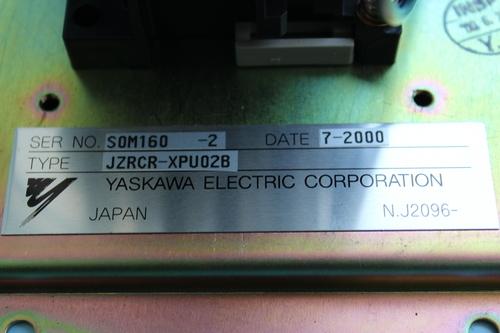 SER NO. S0M160 -2 DATE 7-2000
TYPE JZRCR-XPU02B
YASKAWA ELECTRIC CORPORATION
JAPAN N.J2096-